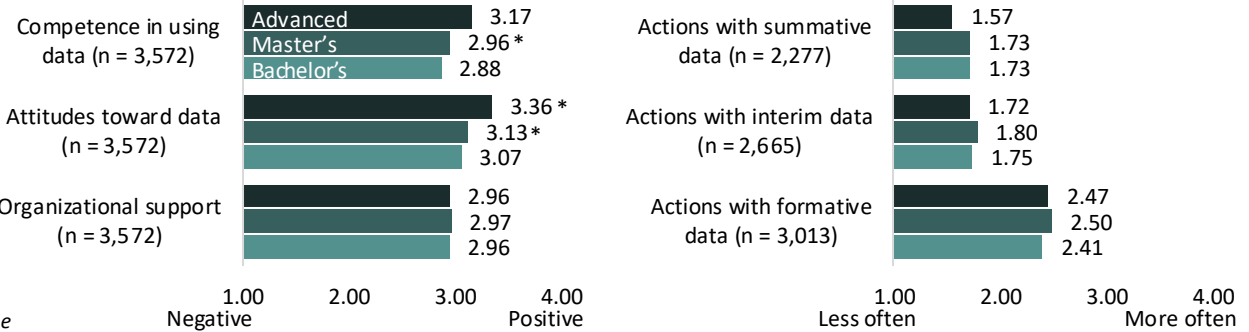 Competence in using
data (n = 3,572)
Advanced 3.17
Master’s 2.96 *
Bachelor’s 2.88
Attitudes toward data
(n = 3,572)
3.36 *
3.13 *
3.07
Organizational support
(n = 3,572)
2.96
2.97
2.96
1.00 2.00 3.00 4.00
Negative Positive
e
Actions with summative
data (n = 2,277)
1.57
1.73
1.73
Actions with interim data
(n = 2,665)
1.72
1.80
1.75
Actions with formative
data (n = 3,013)
2.47
2.50
2.41
1.00 2.00 3.00 4.00
Less often More often